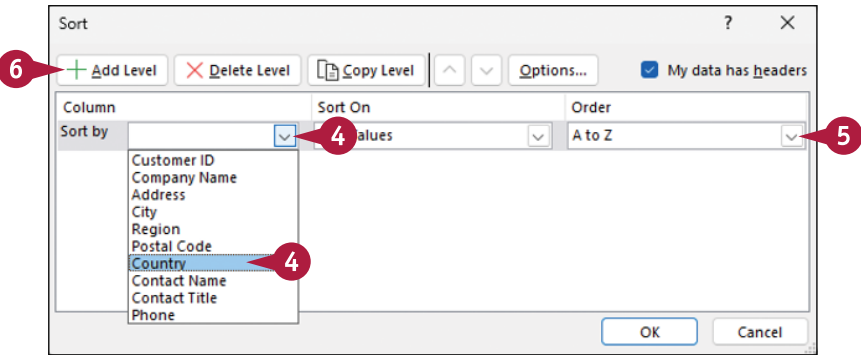 Sort ? ×
6 Add Level Delete Level Copy Level Options... My data has headers
Column Sort On Order
Sort by 4 alues A to Z 5
Customer ID
Company Name
Address
City
Region
Postal Code
Country 4
Contact Name
Contact Title
Phone
OK Cancel